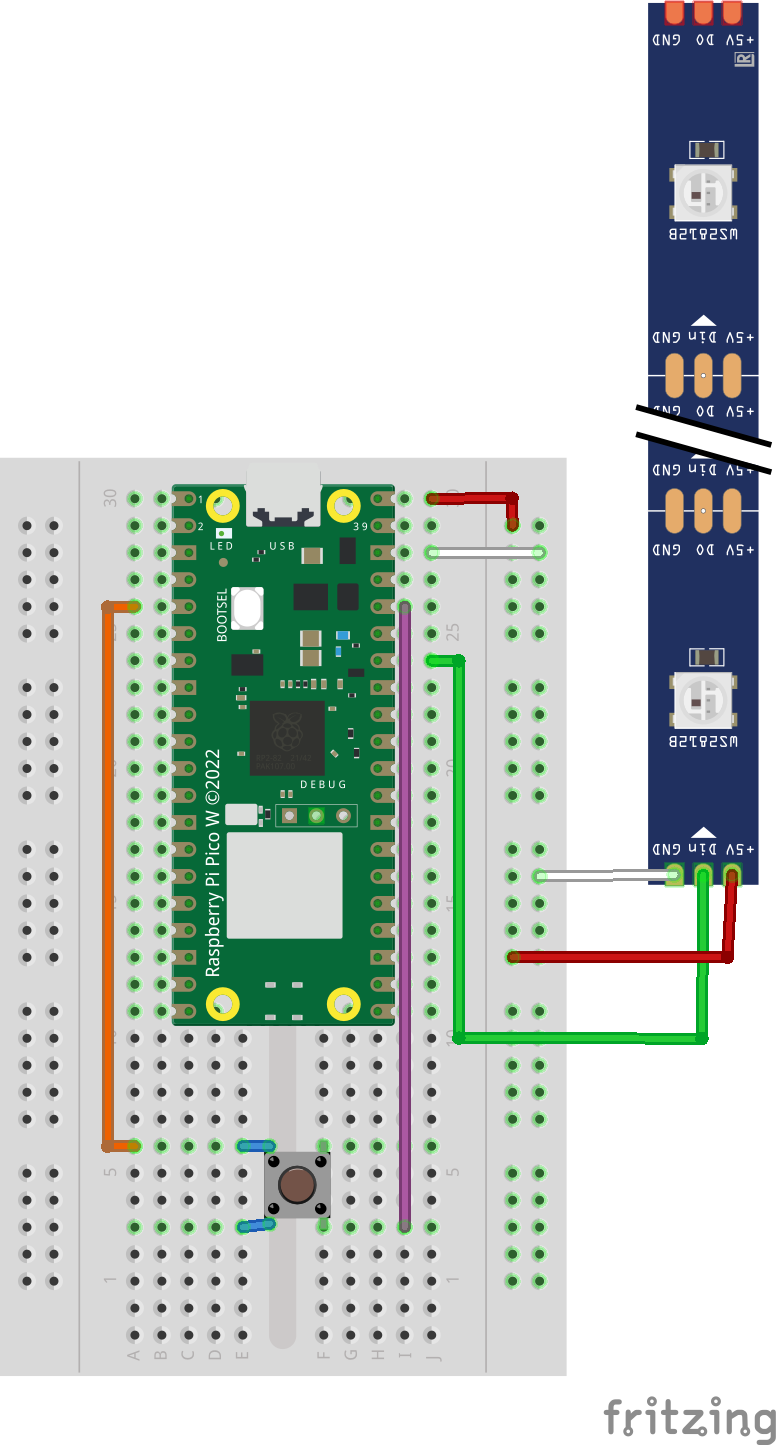 GND DO +5V
R
WS2812B
GND Din +5V
GND DO +5V
GND Din +5V
GND Din +5V
WS2812B
GND Din +5V
30
1
2
39
LED
USB
BOOTSEL
25
20
DEBUG
Raspberry Pi Pico W ©2022
15
15
10
5
5
1
1
A B C D E F G H I J
fritzing